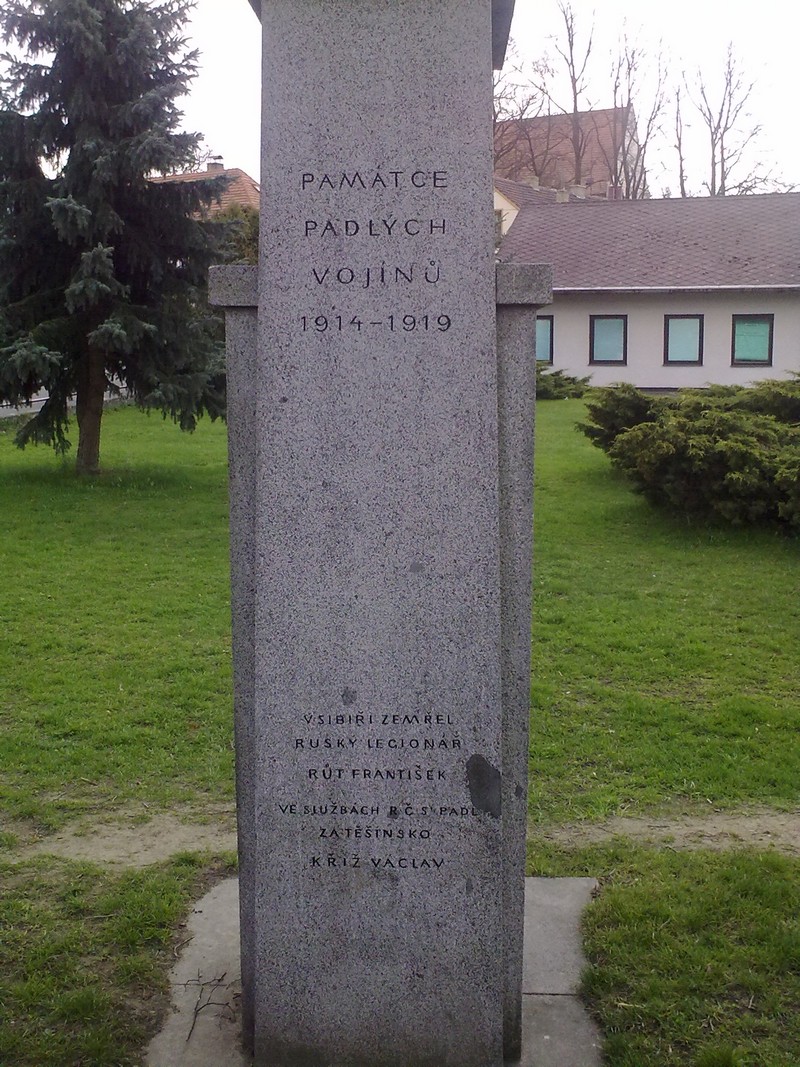 PAMÁTCE
PADLÝCH
VOJÍNŮ
1914–1919
V SIBIŘI ZEMŘEL
RUSKÝ LEGIONÁŘ
RŮT FRANTIŠEK
VE SLUŽBÁCH R.Č.S. PADL
ZA TĚŠÍNSKO
KŘÍŽ VÁCLAV